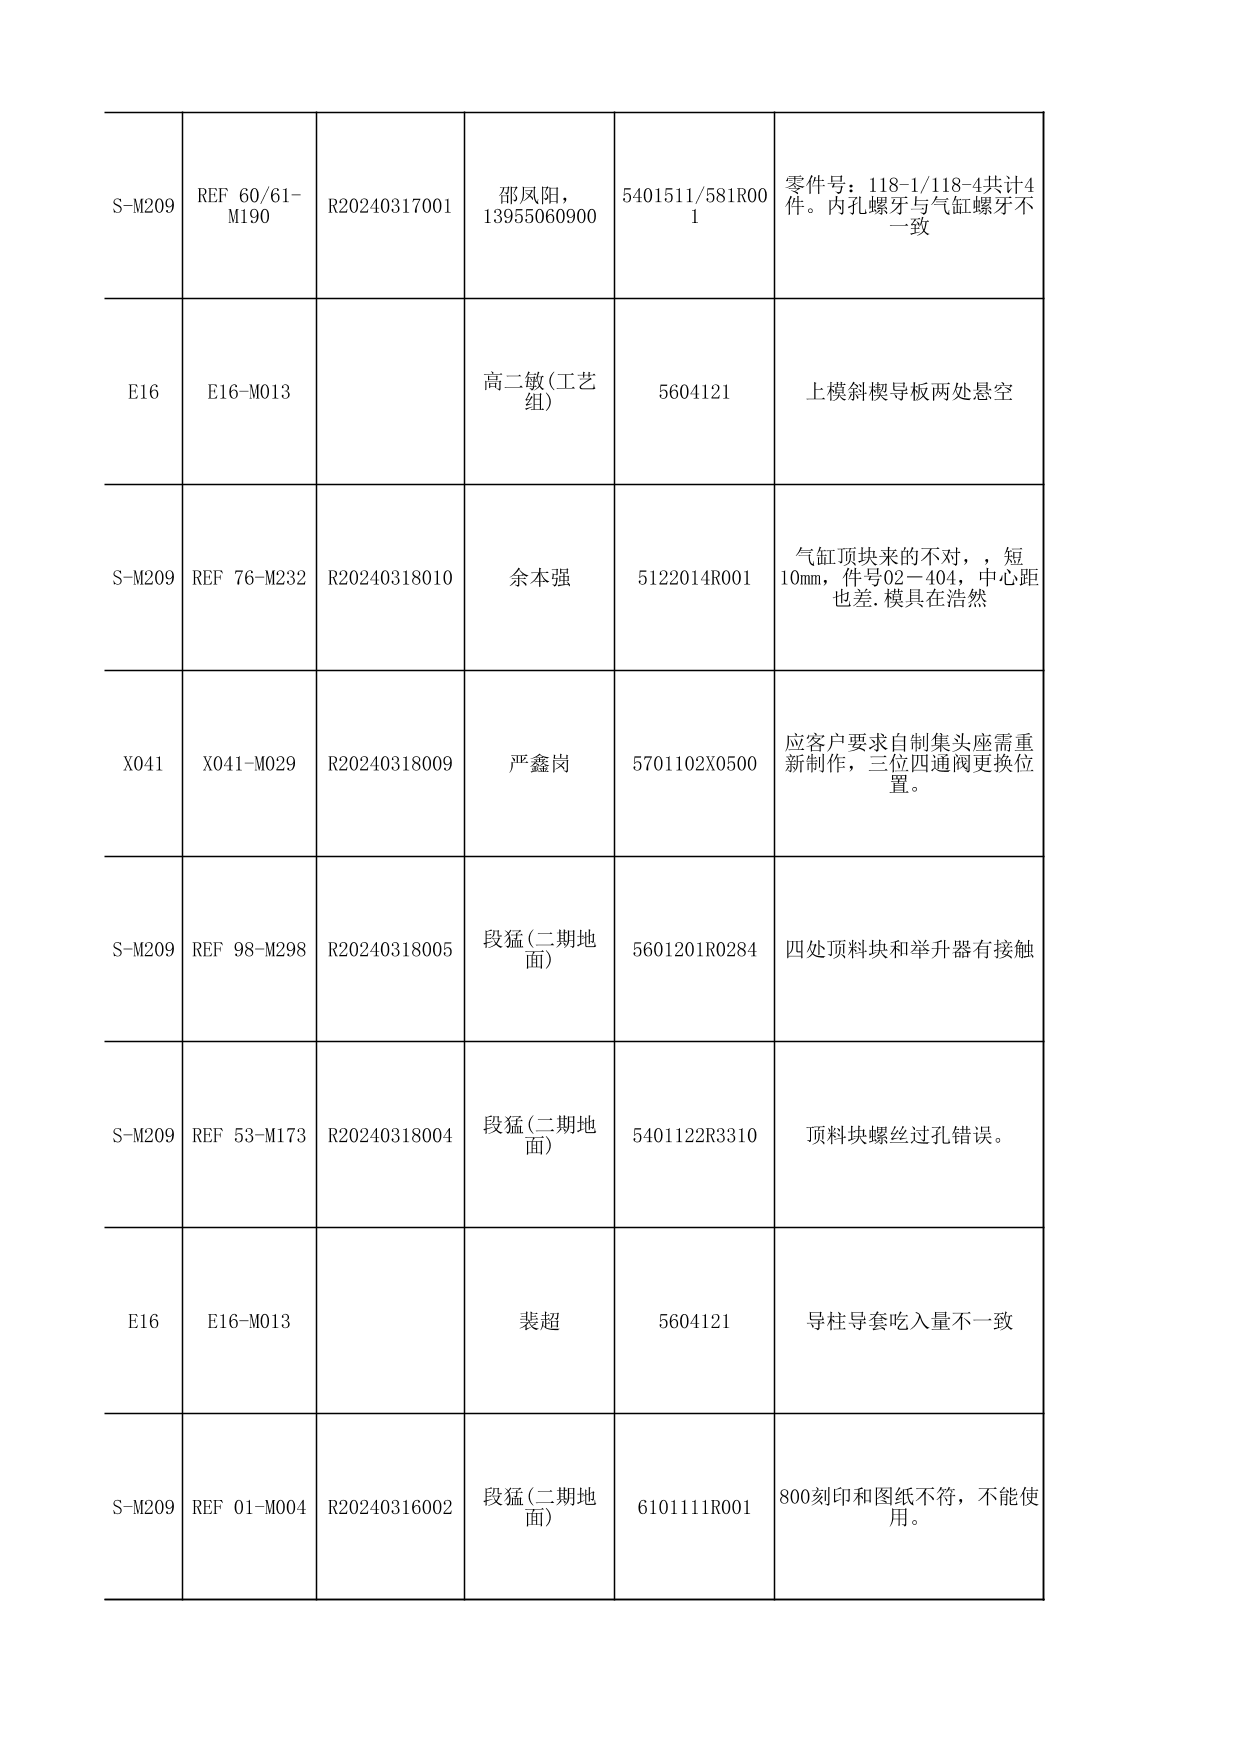 S-M209
REF 60/61-
M190
R20240317001
邵凤阳，
13955060900
5401511/581R00
1
零件号：118-1/118-4共计4
件。内孔螺牙与气缸螺牙不
一致
E16
E16-M013
高二敏(工艺
组)
5604121
上模斜楔导板两处悬空
S-M209
REF 76-M232
R20240318010
余本强
5122014R001
气缸顶块来的不对，，短
10mm，件号02－404，中心距
也差.模具在浩然
X041
X041-M029
R20240318009
严鑫岗
5701102X0500
应客户要求自制集头座需重
新制作，三位四通阀更换位
置。
S-M209
REF 98-M298
R20240318005
段猛(二期地
面)
5601201R0284
四处顶料块和举升器有接触
S-M209
REF 53-M173
R20240318004
段猛(二期地
面)
5401122R3310
顶料块螺丝过孔错误。
E16
E16-M013
裴超
5604121
导柱导套吃入量不一致
S-M209
REF 01-M004
R20240316002
段猛(二期地
面)
6101111R001
800刻印和图纸不符，不能使
用。